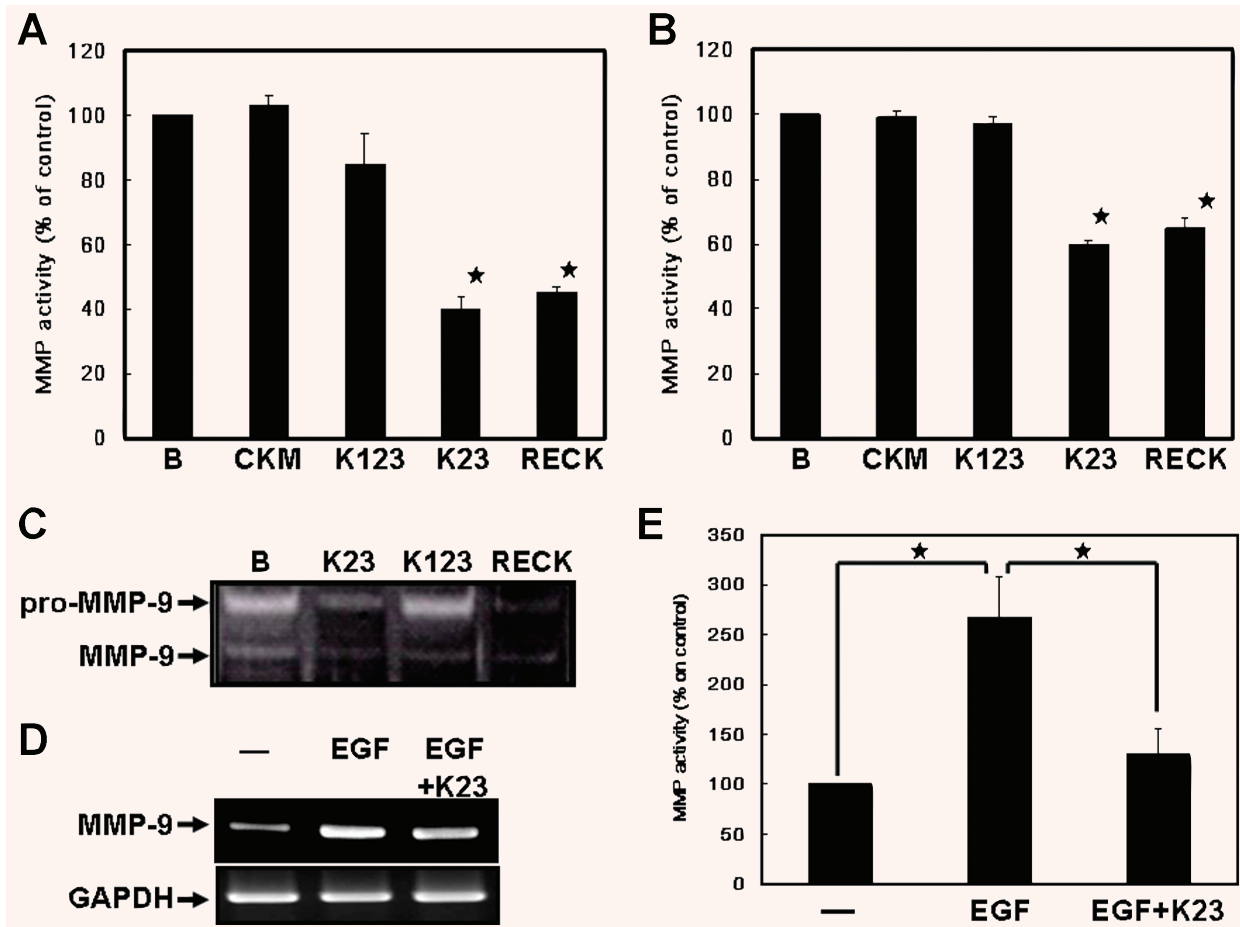 A
MMP activity (% of control)
120
100
80
60
40
20
0
B CKM K123 K23 RECK
B
MMP activity (% of control)
120
100
80
60
40
20
0
B CKM K123 K23 RECK
C
B K23 K123 RECK
pro-MMP-9
MMP-9
D
— EGF EGF
+K23
MMP-9
GAPDH
E
MMP activity (% on control)
350
300
250
200
150
100
50
0
— EGF EGF+K23